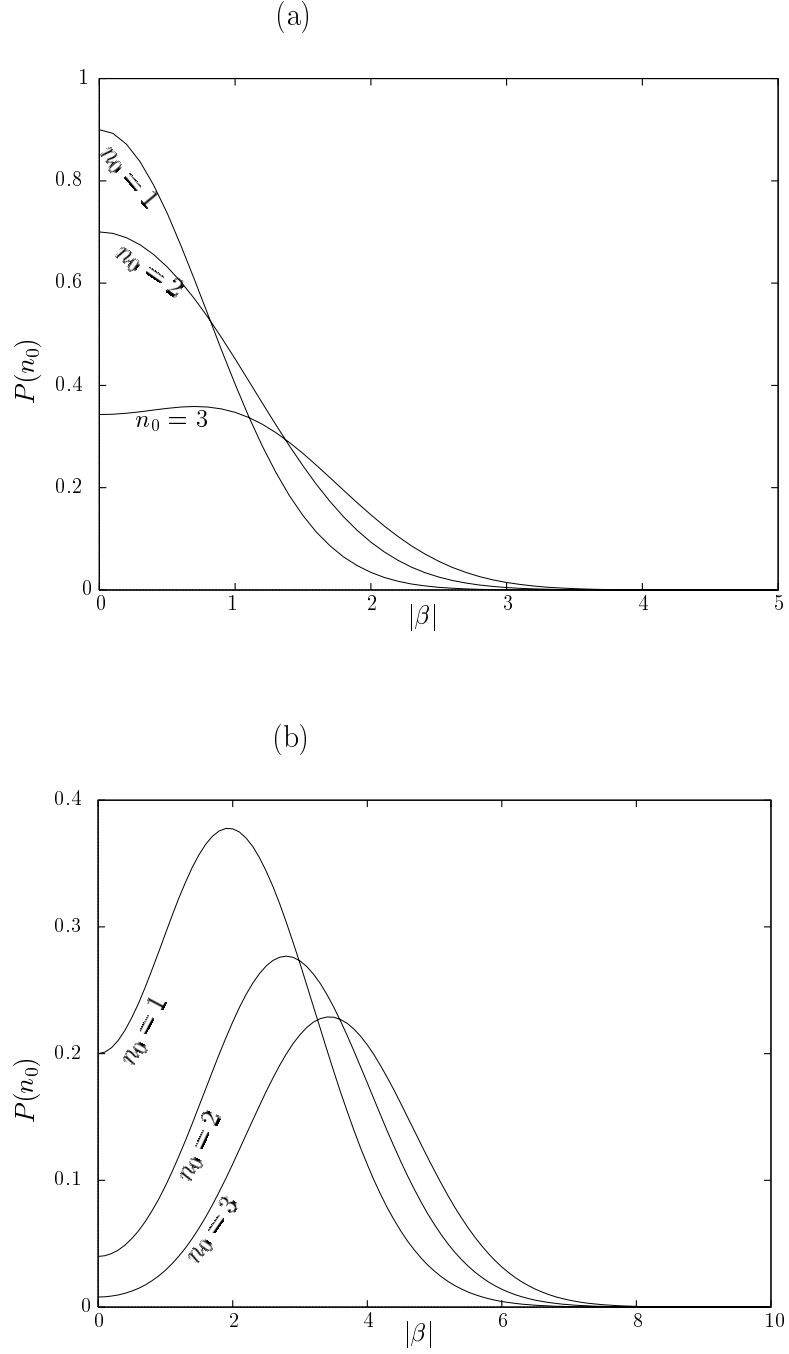 (a)
1
0.8
0.6
0.4
0.2
0
P(n₀)
n₀ = 1
n₀ = 2
n₀ = 3
0 1 2 3 4 5
|β|
(b)
0.4
0.3
0.2
0.1
0
P(n₀)
n₀ = 1
n₀ = 2
n₀ = 3
0 2 4 6 8 10
|β|